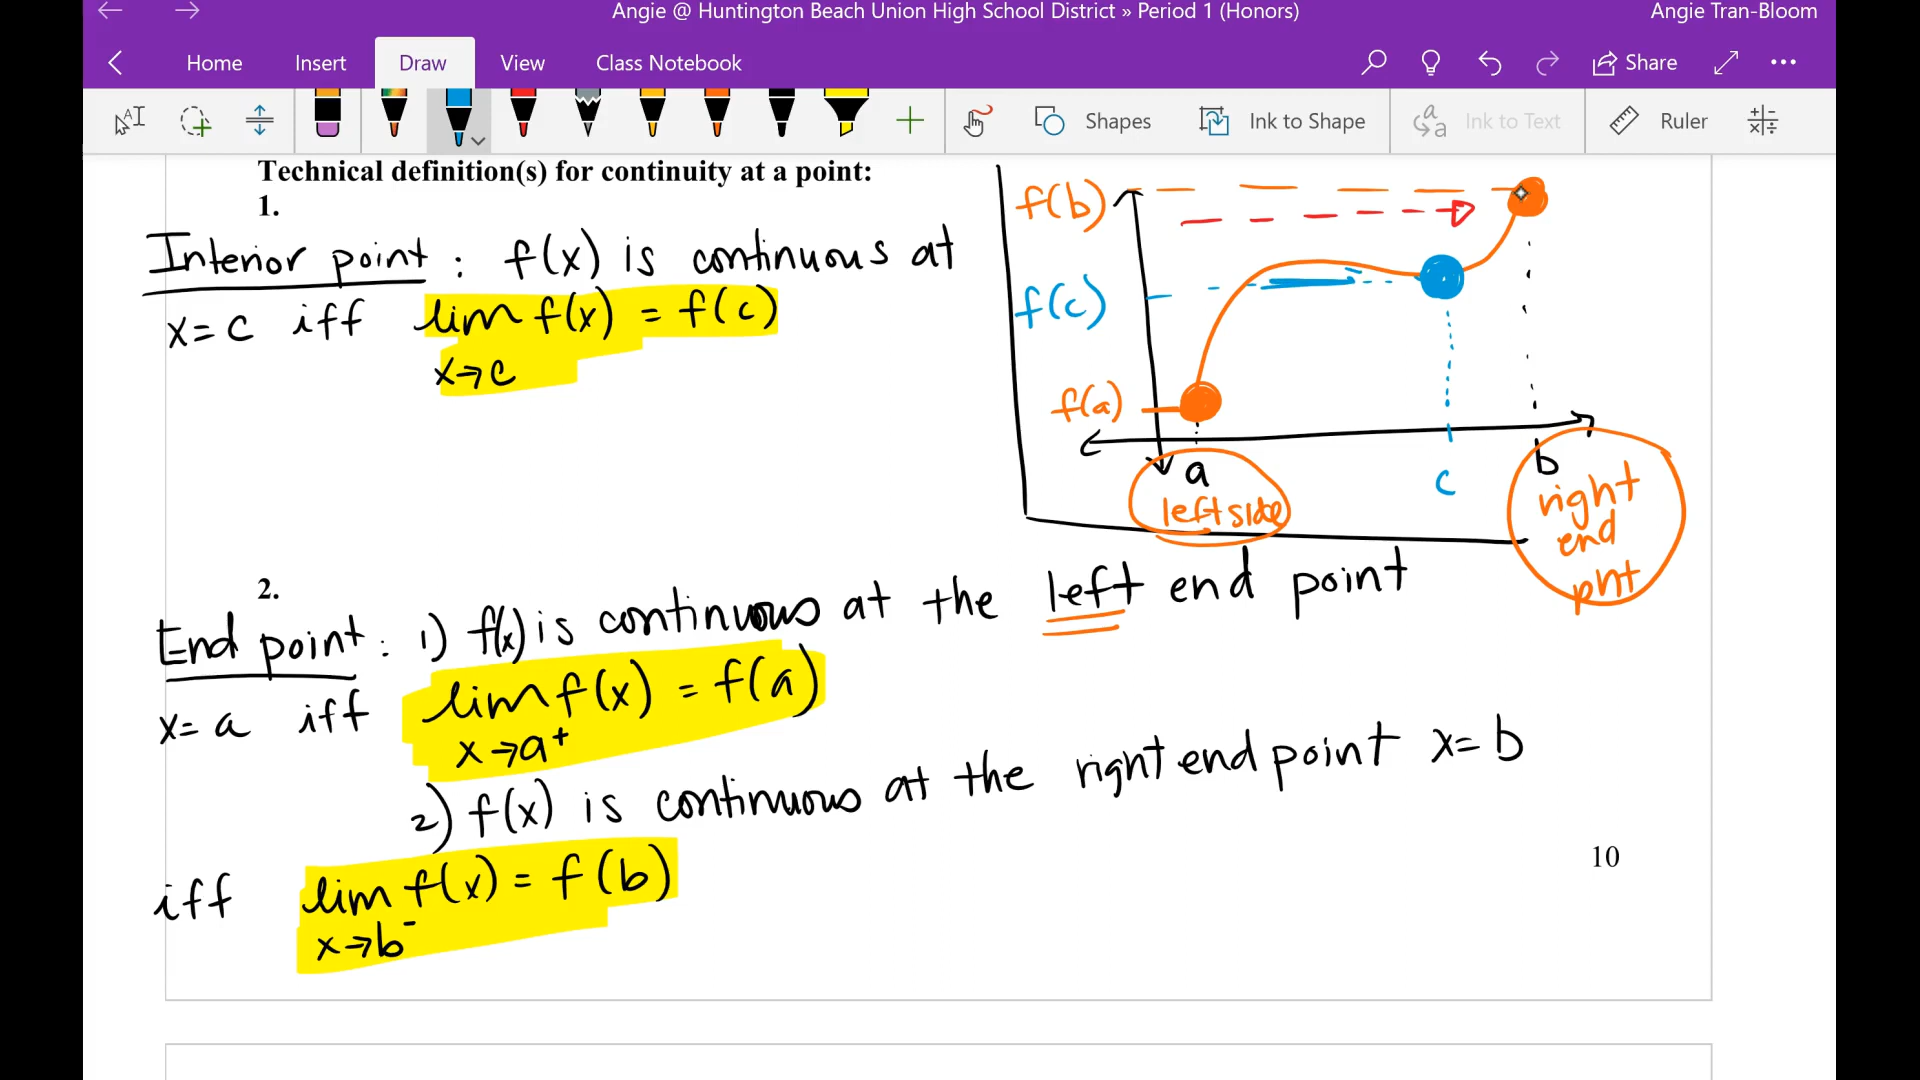 Angie @ Huntington Beach Union High School District » Period 1 (Honors)
Angie Tran-Bloom
Home Insert Draw View Class Notebook Share
Shapes Ink to Shape Ink to Text Ruler
Technical definition(s) for continuity at a point:
1.
Interior point : f(x) is continuous at
x = c iff lim f(x) = f(c)
x→c
f(b)
f(c)
f(a)
a
left side
c
b
right
end
pnt
2.
End point : 1) f(x) is continuous at the left end point
x = a iff lim f(x) = f(a)
x→a⁺
2) f(x) is continuous at the right end point x = b
iff lim f(x) = f(b)
x→b⁻
10